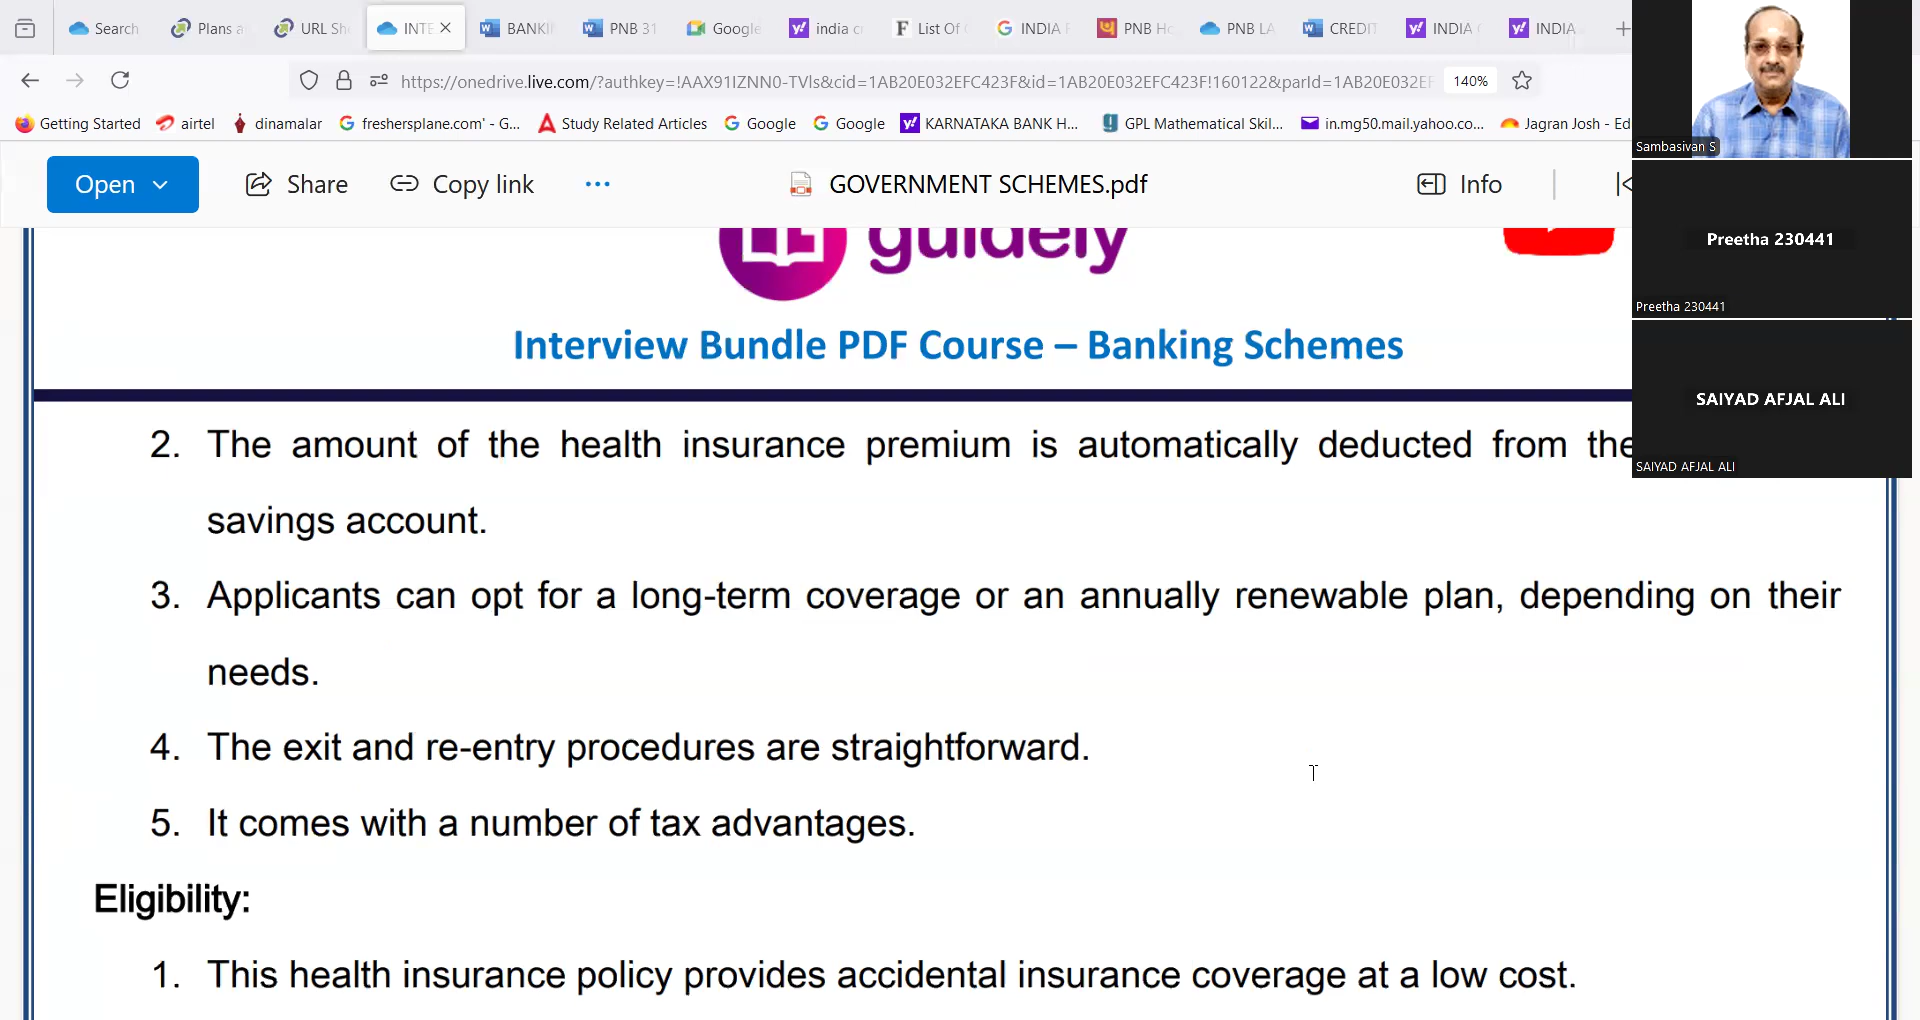 Search
Plans a
URL Sh
INTE
BANKI
PNB 31
Google
india c
List Of
INDIA
PNB Ho
PNB LA
CREDIT
INDIA
INDIA
https://onedrive.live.com/?authkey=!AAX91IZNN0-TVls&cid=1AB20E032EFC423F&id=1AB20E032EFC423F!160122&parId=1AB20E032EF
140%
Getting Started
airtel
dinamalar
freshersplane.com' - G...
Study Related Articles
Google
Google
KARNATAKA BANK H...
GPL Mathematical Skil...
in.mg50.mail.yahoo.co...
Jagran Josh - Ed
Open
Share
Copy link
GOVERNMENT SCHEMES.pdf
Info
Sambasivan S
Preetha 230441
Preetha 230441
SAIYAD AFJAL ALI
SAIYAD AFJAL ALI
guidely
Interview Bundle PDF Course – Banking Schemes
2. The amount of the health insurance premium is automatically deducted from the
savings account.
3. Applicants can opt for a long-term coverage or an annually renewable plan, depending on their
needs.
4. The exit and re-entry procedures are straightforward.
5. It comes with a number of tax advantages.
Eligibility:
1. This health insurance policy provides accidental insurance coverage at a low cost.